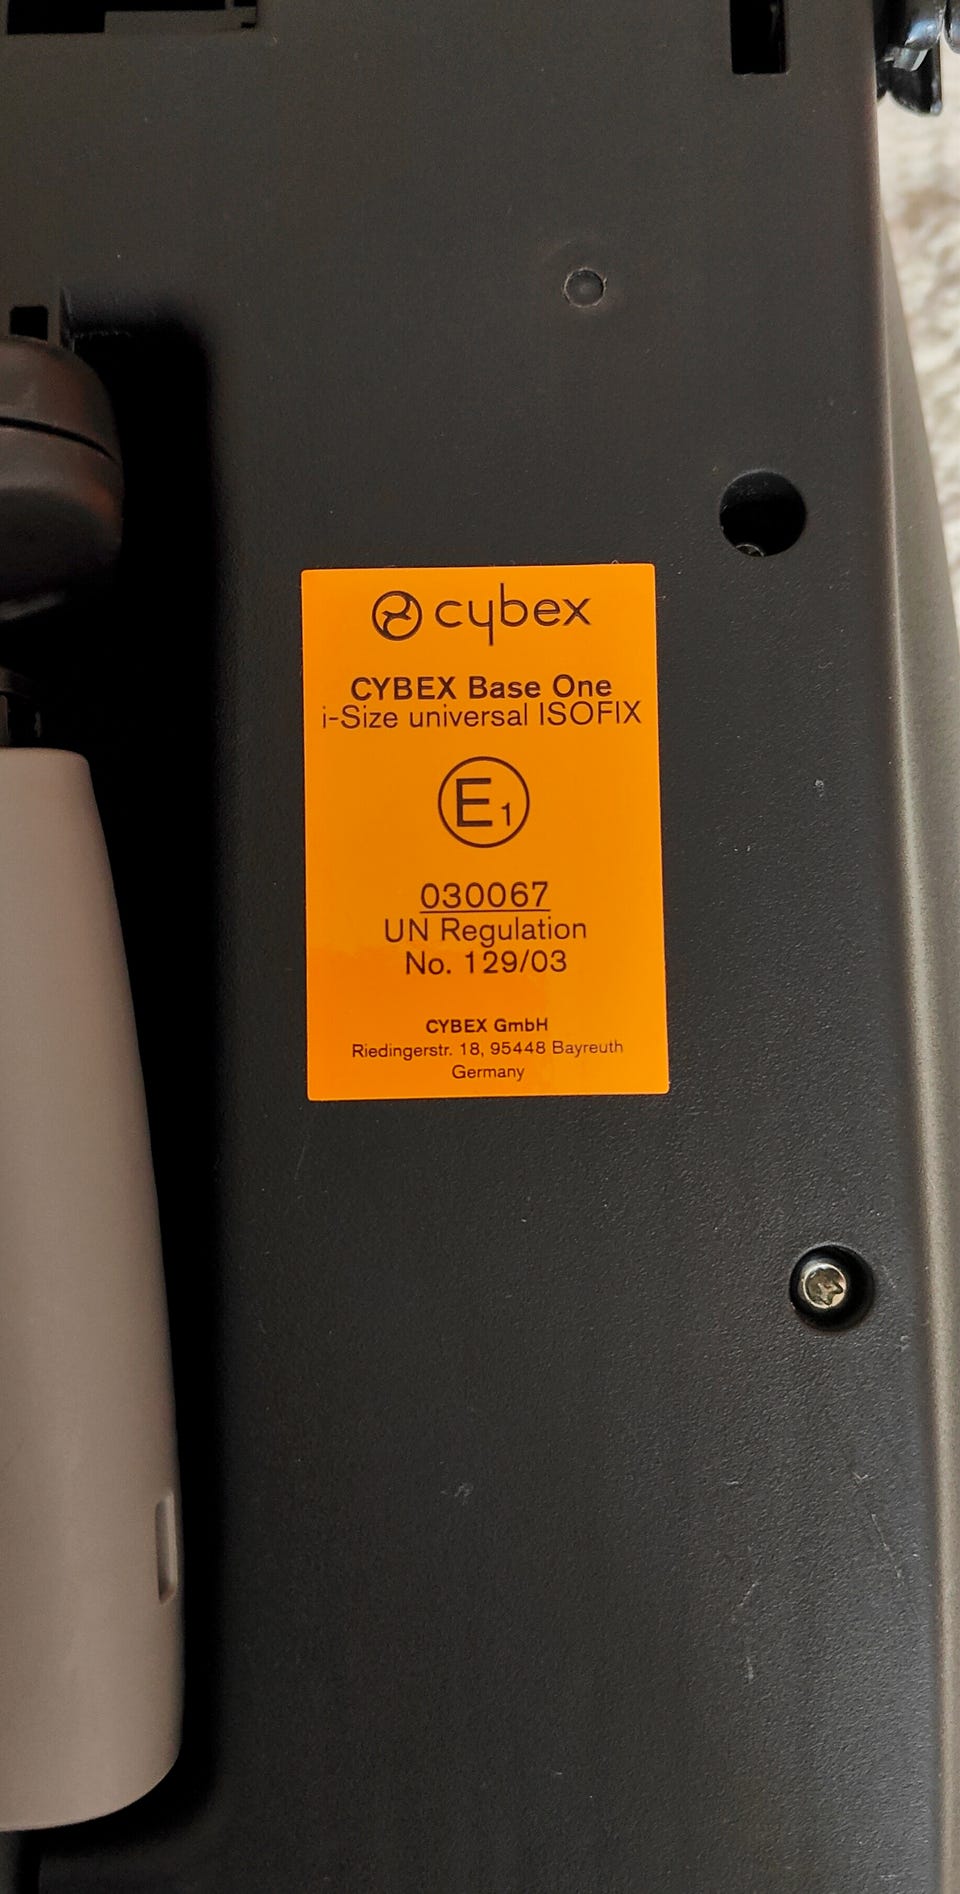 cybex
CYBEX Base One
i-Size universal ISOFIX
E1
030067
UN Regulation
No. 129/03
CYBEX GmbH
Riedingerstr. 18, 95448 Bayreuth
Germany